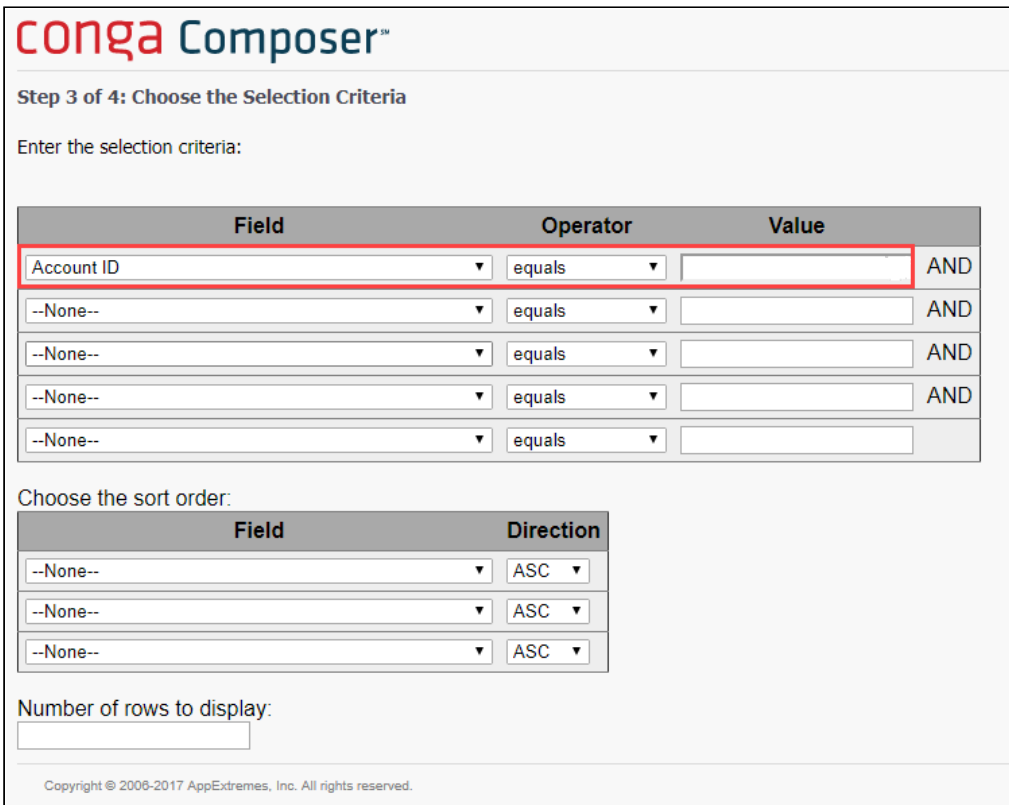 conga Composer℠
Step 3 of 4: Choose the Selection Criteria
Enter the selection criteria:
Field Operator Value
Account ID equals AND
--None-- equals AND
--None-- equals AND
--None-- equals AND
--None-- equals
Choose the sort order:
Field Direction
--None-- ASC
--None-- ASC
--None-- ASC
Number of rows to display:
Copyright © 2006-2017 AppExtremes, Inc. All rights reserved.